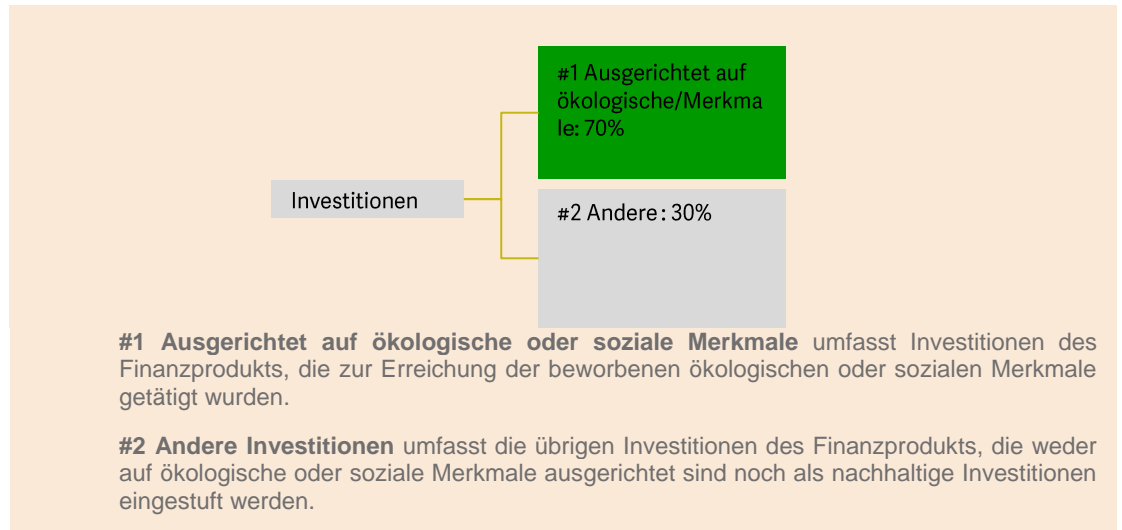 #1 Ausgerichtet auf
ökologische/Merkma
le: 70%
Investitionen
#2 Andere: 30%
#1 Ausgerichtet auf ökologische oder soziale Merkmale umfasst Investitionen des
Finanzprodukts, die zur Erreichung der beworbenen ökologischen oder sozialen Merkmale
getätigt wurden.
#2 Andere Investitionen umfasst die übrigen Investitionen des Finanzprodukts, die weder
auf ökologische oder soziale Merkmale ausgerichtet sind noch als nachhaltige Investitionen
eingestuft werden.